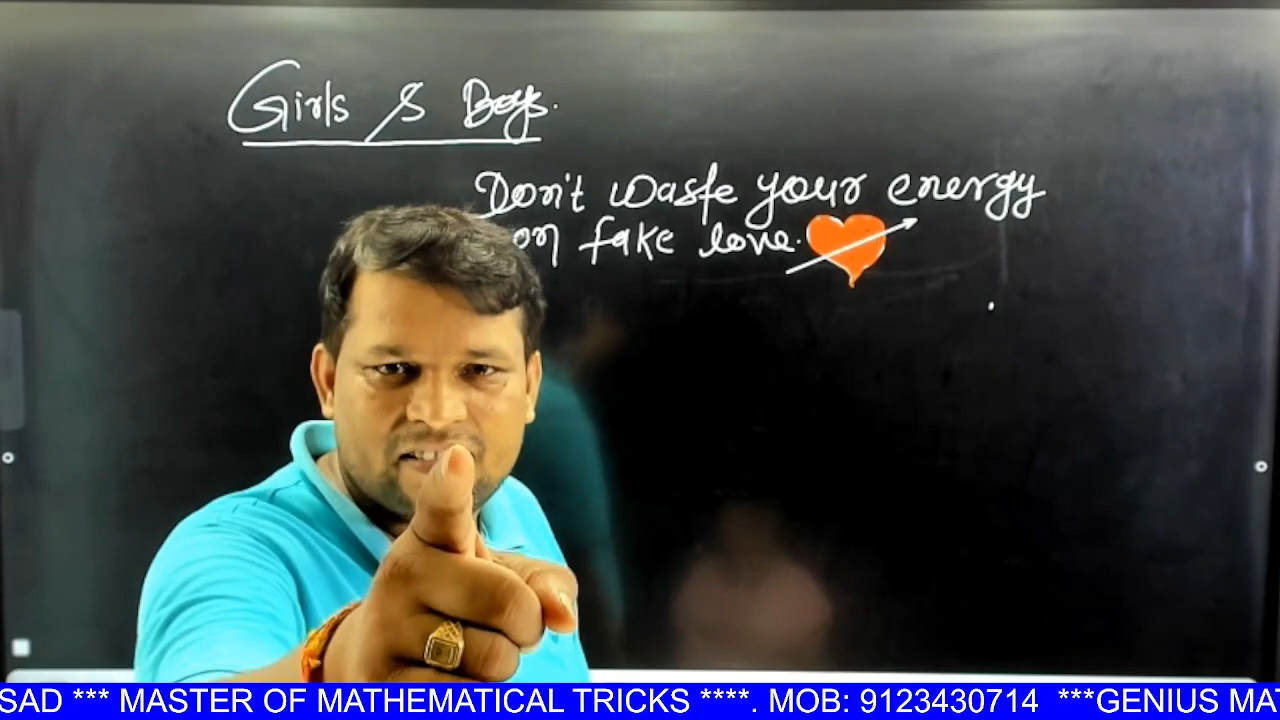 Girls & Boys.
Don't waste your energy
on fake love.
SAD *** MASTER OF MATHEMATICAL TRICKS ****. MOB: 9123430714 ***GENIUS MA